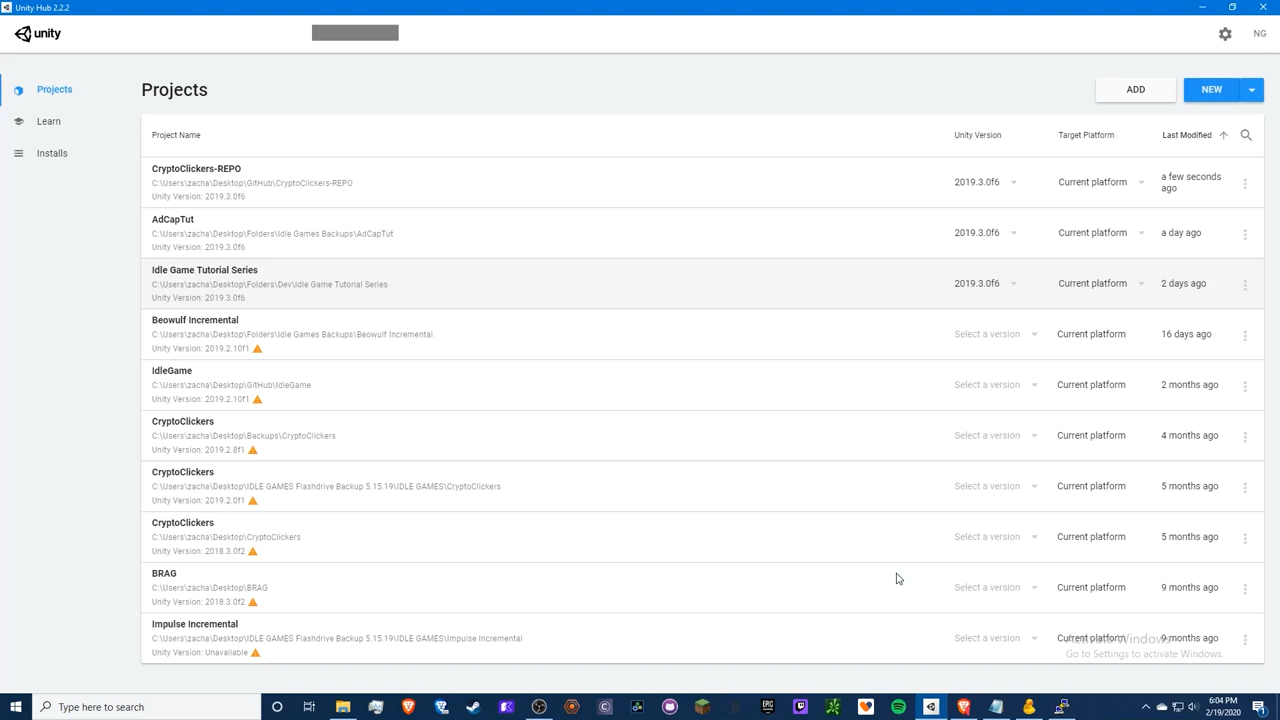 Unity Hub 2.2.2
unity
NG
Projects
Learn
Installs
Projects
ADD
NEW
Project Name
Unity Version
Target Platform
Last Modified
CryptoClickers-REPO
C:\Users\zacha\Desktop\GitHub\CryptoClickers-REPO
Unity Version: 2019.3.0f6
2019.3.0f6
Current platform
a few seconds
ago
AdCapTut
C:\Users\zacha\Desktop\Folders\Idle Games Backups\AdCapTut
Unity Version: 2019.3.0f6
2019.3.0f6
Current platform
a day ago
Idle Game Tutorial Series
C:\Users\zacha\Desktop\Folders\Dev\Idle Game Tutorial Series
Unity Version: 2019.3.0f6
2019.3.0f6
Current platform
2 days ago
Beowulf Incremental
C:\Users\zacha\Desktop\Folders\Idle Games Backups\Beowulf Incremental
Unity Version: 2019.2.10f1
Select a version
Current platform
16 days ago
IdleGame
C:\Users\zacha\Desktop\GitHub\IdleGame
Unity Version: 2019.2.10f1
Select a version
Current platform
2 months ago
CryptoClickers
C:\Users\zacha\Desktop\Backups\CryptoClickers
Unity Version: 2019.2.8f1
Select a version
Current platform
4 months ago
CryptoClickers
C:\Users\zacha\Desktop\IDLE GAMES Flashdrive Backup 5.15.19\IDLE GAMES\CryptoClickers
Unity Version: 2019.2.0f1
Select a version
Current platform
5 months ago
CryptoClickers
C:\Users\zacha\Desktop\CryptoClickers
Unity Version: 2018.3.0f2
Select a version
Current platform
5 months ago
BRAG
C:\Users\zacha\Desktop\BRAG
Unity Version: 2018.3.0f2
Select a version
Current platform
9 months ago
Impulse Incremental
C:\Users\zacha\Desktop\IDLE GAMES Flashdrive Backup 5.15.19\IDLE GAMES\Impulse Incremental
Unity Version: Unavailable
Select a version
Current platform
9 months ago
Activate Windows
Go to Settings to activate Windows.
Type here to search
EPIC
GAMES
6:04 PM
2/19/2020